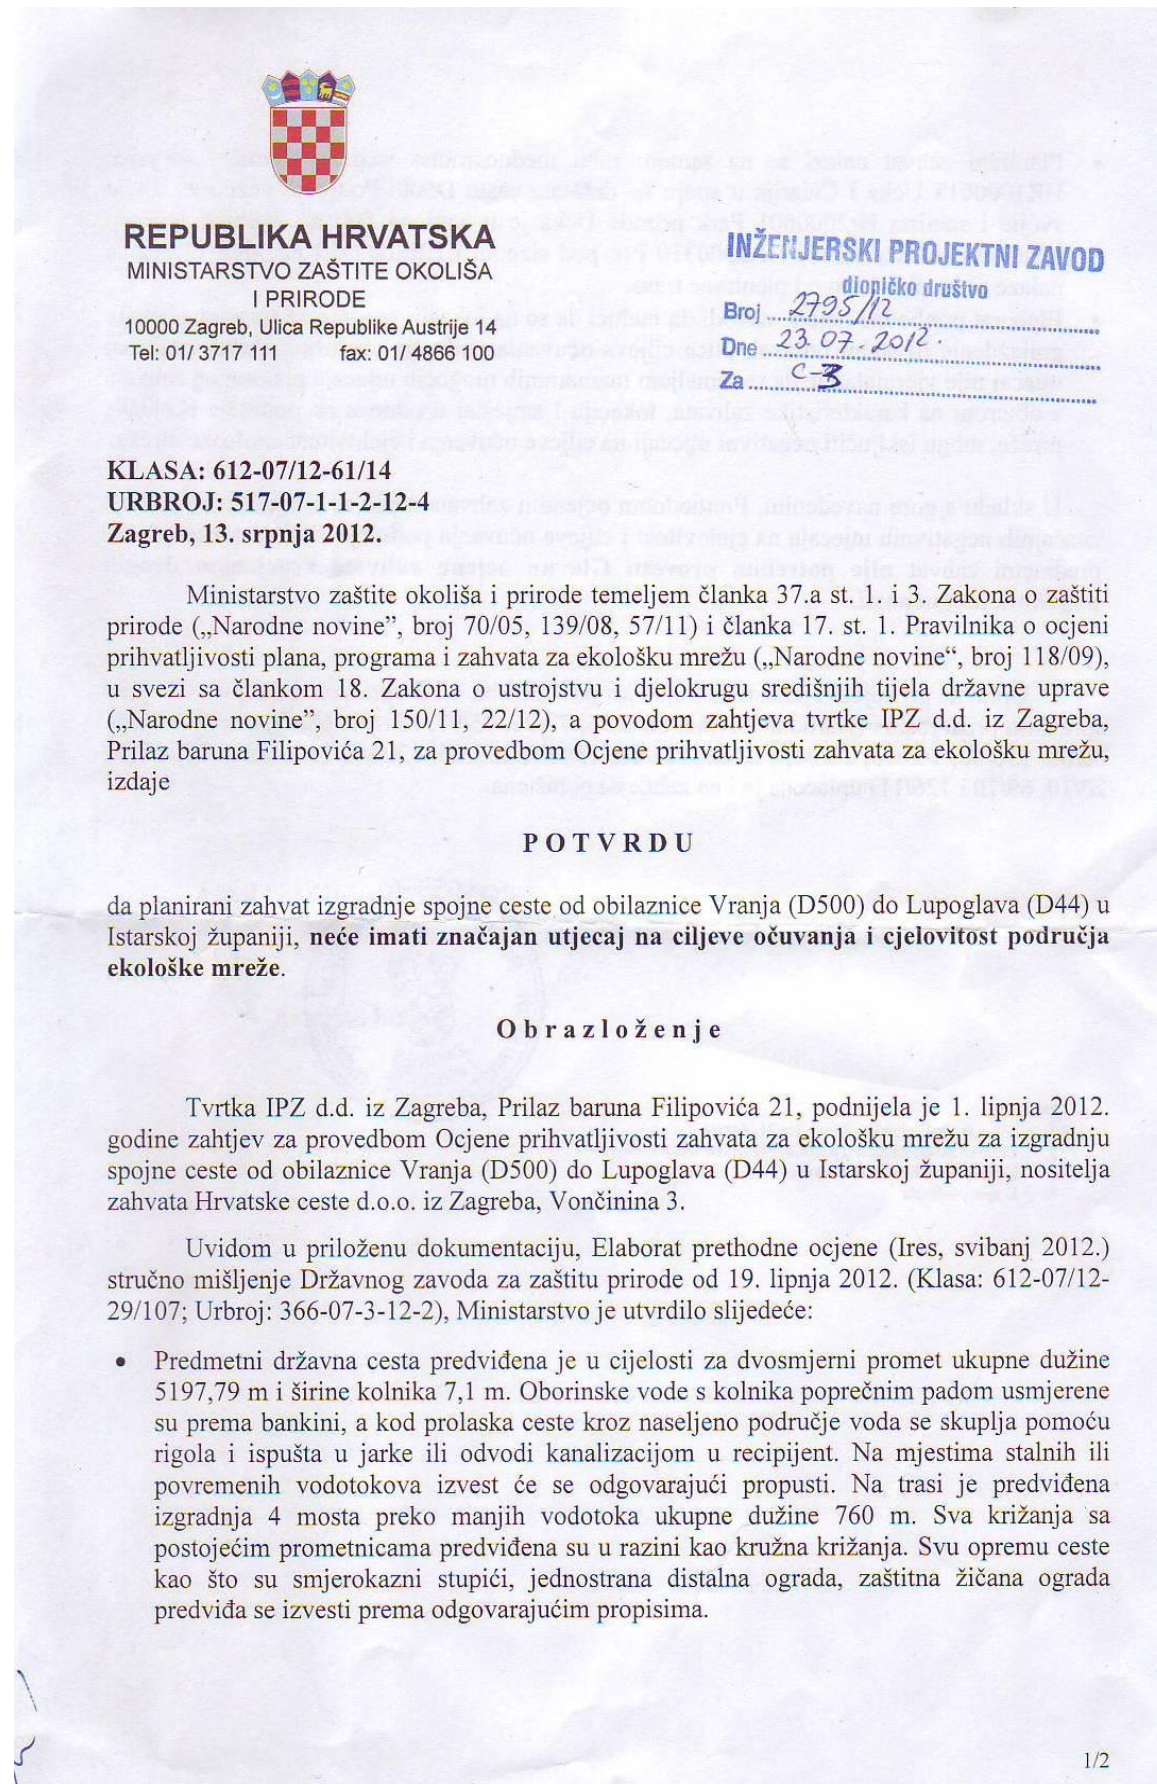 REPUBLIKA HRVATSKA
MINISTARSTVO ZAŠTITE OKOLIŠA
I PRIRODE
10000 Zagreb, Ulica Republike Austrije 14
Tel: 01/ 3717 111 fax: 01/ 4866 100
INŽENJERSKI PROJEKTNI ZAVOD
dioničko društvo
Broj 2795/12
Dne 23.07.2012.
Za C-3
KLASA: 612-07/12-61/14
URBROJ: 517-07-1-1-2-12-4
Zagreb, 13. srpnja 2012.
Ministarstvo zaštite okoliša i prirode temeljem članka 37.a st. 1. i 3. Zakona o zaštiti
prirode („Narodne novine”, broj 70/05, 139/08, 57/11) i članka 17. st. 1. Pravilnika o ocjeni
prihvatljivosti plana, programa i zahvata za ekološku mrežu („Narodne novine“, broj 118/09),
u svezi sa člankom 18. Zakona o ustrojstvu i djelokrugu središnjih tijela državne uprave
(„Narodne novine”, broj 150/11, 22/12), a povodom zahtjeva tvrtke IPZ d.d. iz Zagreba,
Prilaz baruna Filipovića 21, za provedbom Ocjene prihvatljivosti zahvata za ekološku mrežu,
izdaje
P O T V R D U
da planirani zahvat izgradnje spojne ceste od obilaznice Vranja (D500) do Lupoglava (D44) u
Istarskoj županiji, neće imati značajan utjecaj na ciljeve očuvanja i cjelovitost područja
ekološke mreže.
O b r a z l o ž e n j e
Tvrtka IPZ d.d. iz Zagreba, Prilaz baruna Filipovića 21, podnijela je 1. lipnja 2012.
godine zahtjev za provedbom Ocjene prihvatljivosti zahvata za ekološku mrežu za izgradnju
spojne ceste od obilaznice Vranja (D500) do Lupoglava (D44) u Istarskoj županiji, nositelja
zahvata Hrvatske ceste d.o.o. iz Zagreba, Vončinina 3.
Uvidom u priloženu dokumentaciju, Elaborat prethodne ocjene (Ires, svibanj 2012.)
stručno mišljenje Državnog zavoda za zaštitu prirode od 19. lipnja 2012. (Klasa: 612-07/12-
29/107; Urbroj: 366-07-3-12-2), Ministarstvo je utvrdilo slijedeće:
• Predmetni državna cesta predviđena je u cijelosti za dvosmjerni promet ukupne dužine
5197,79 m i širine kolnika 7,1 m. Oborinske vode s kolnika poprečnim padom usmjerene
su prema bankini, a kod prolaska ceste kroz naseljeno područje voda se skuplja pomoću
rigola i ispušta u jarke ili odvodi kanalizacijom u recipijent. Na mjestima stalnih ili
povremenih vodotokova izvest će se odgovarajući propusti. Na trasi je predviđena
izgradnja 4 mosta preko manjih vodotoka ukupne dužine 760 m. Sva križanja sa
postojećim prometnicama predviđena su u razini kao kružna križanja. Svu opremu ceste
kao što su smjerokazni stupići, jednostrana distalna ograda, zaštitna žičana ograda
predviđa se izvesti prema odgovarajućim propisima.
1/2